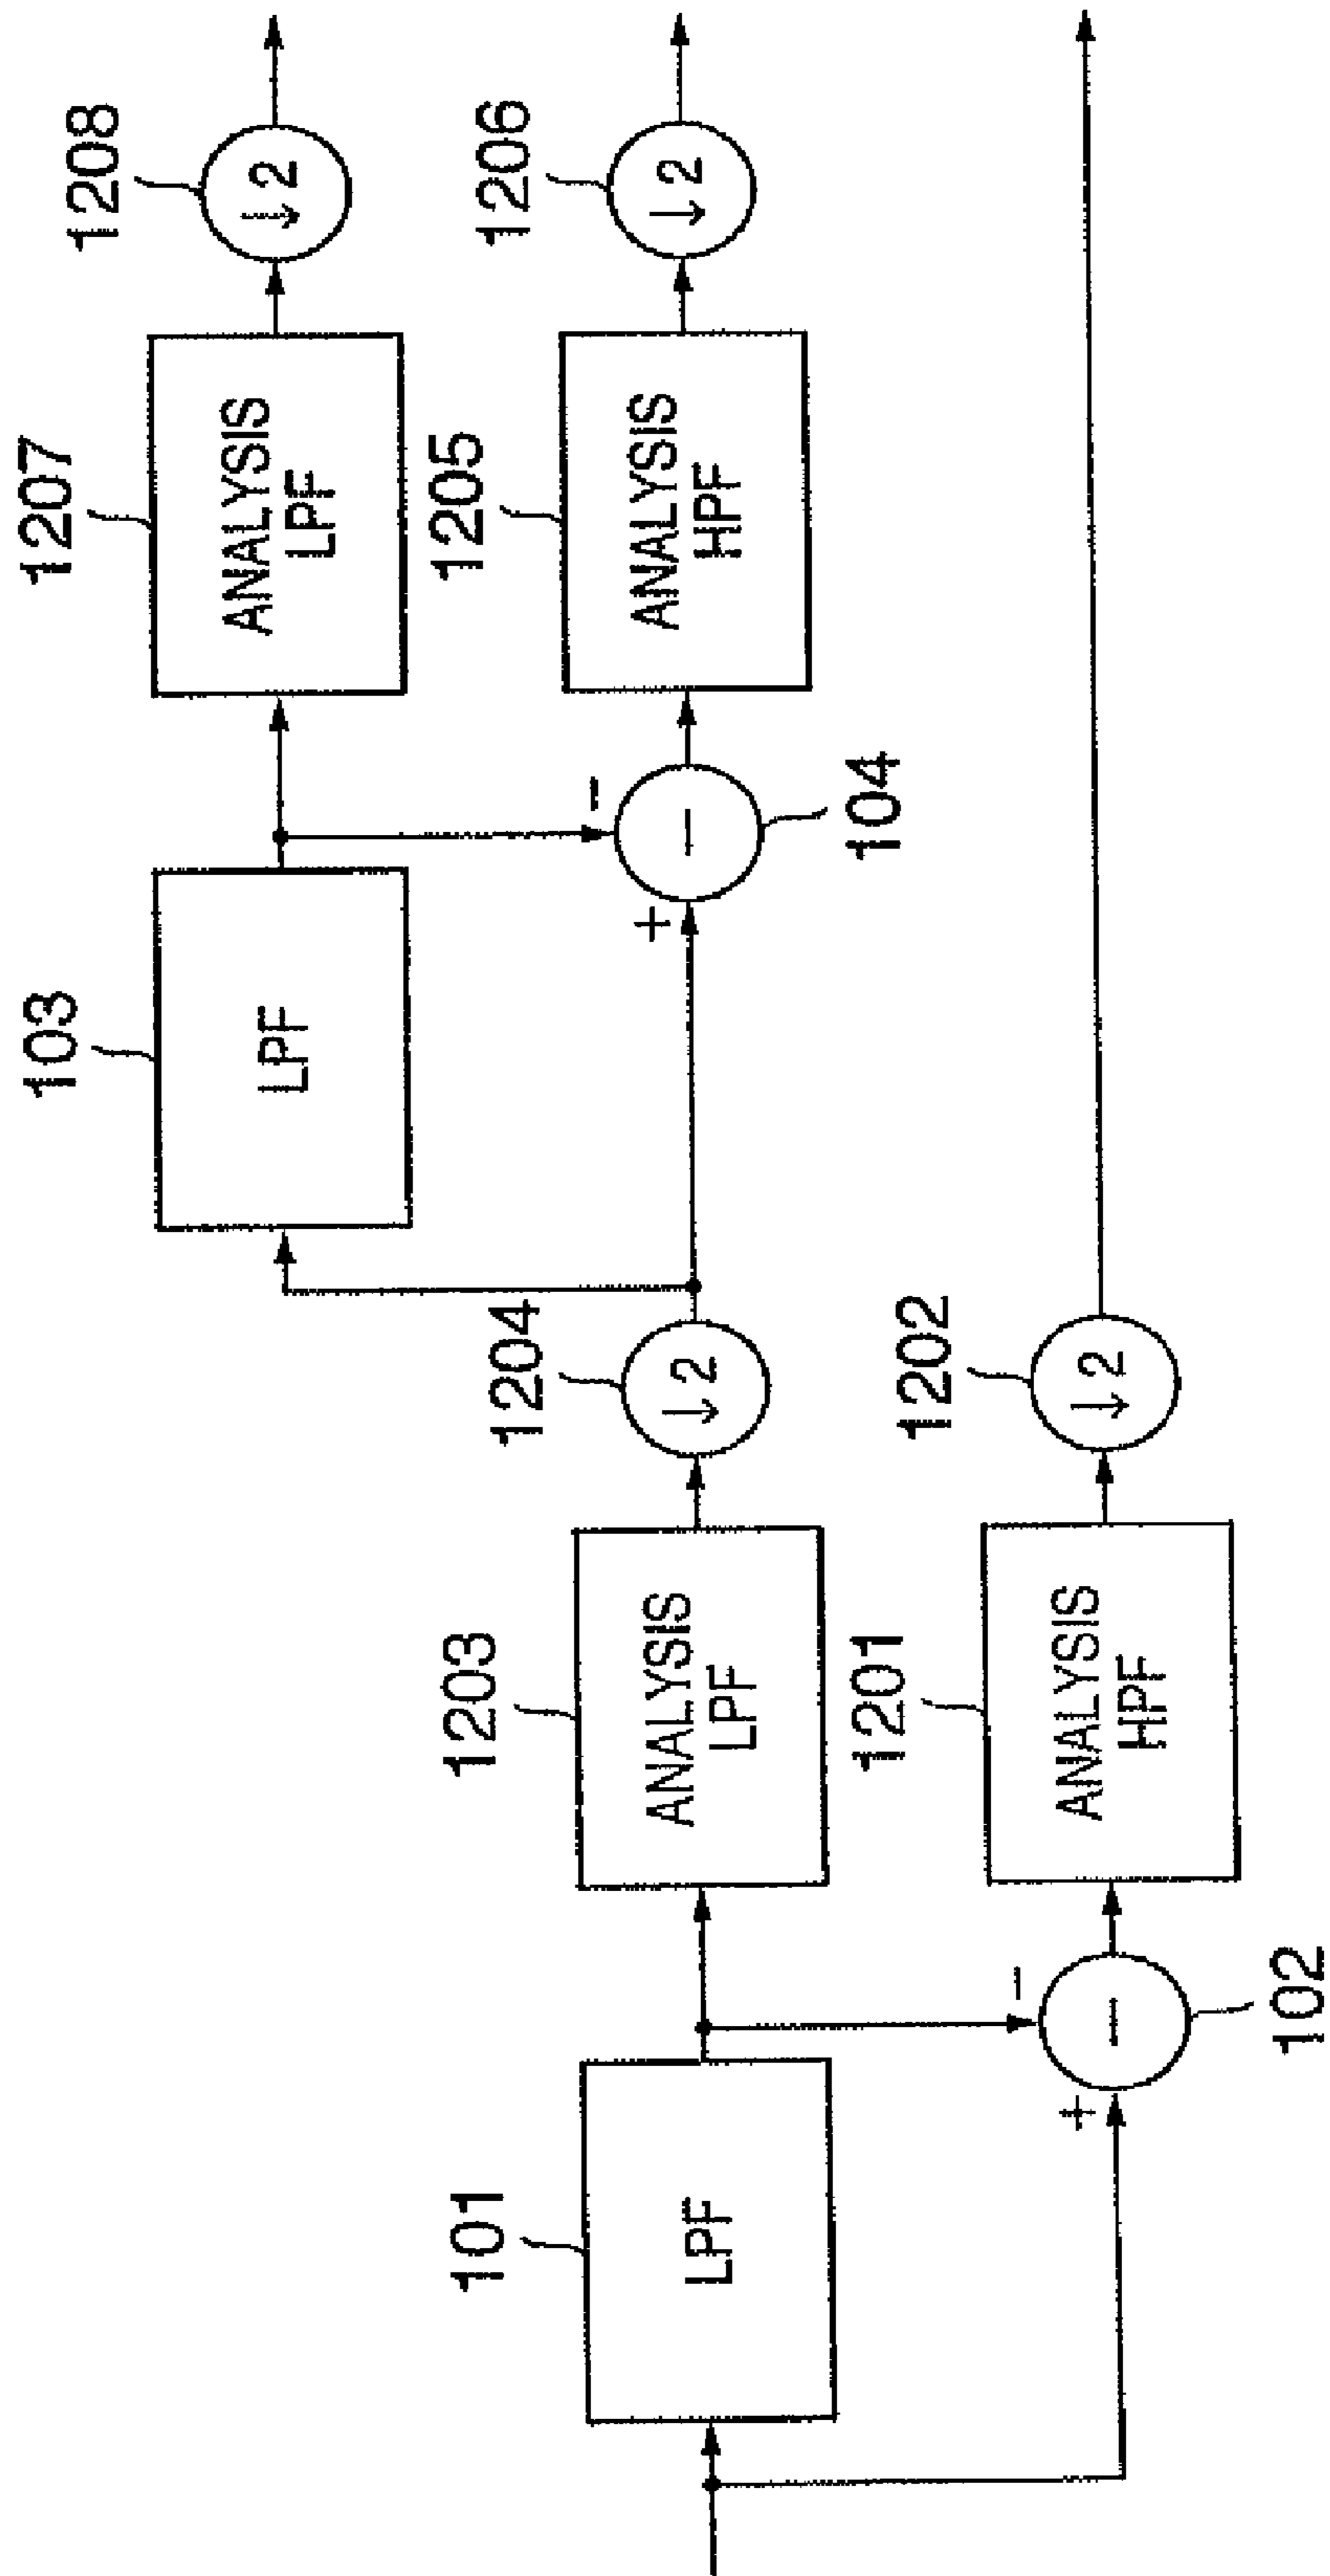 103
LPF
1207
ANALYSIS
LPF
1208
↓2
101
LPF
1203
ANALYSIS
LPF
1204
↓2
-
+
−
104
1205
ANALYSIS
HPF
1206
↓2
-
+
−
102
1201
ANALYSIS
HPF
1202
↓2